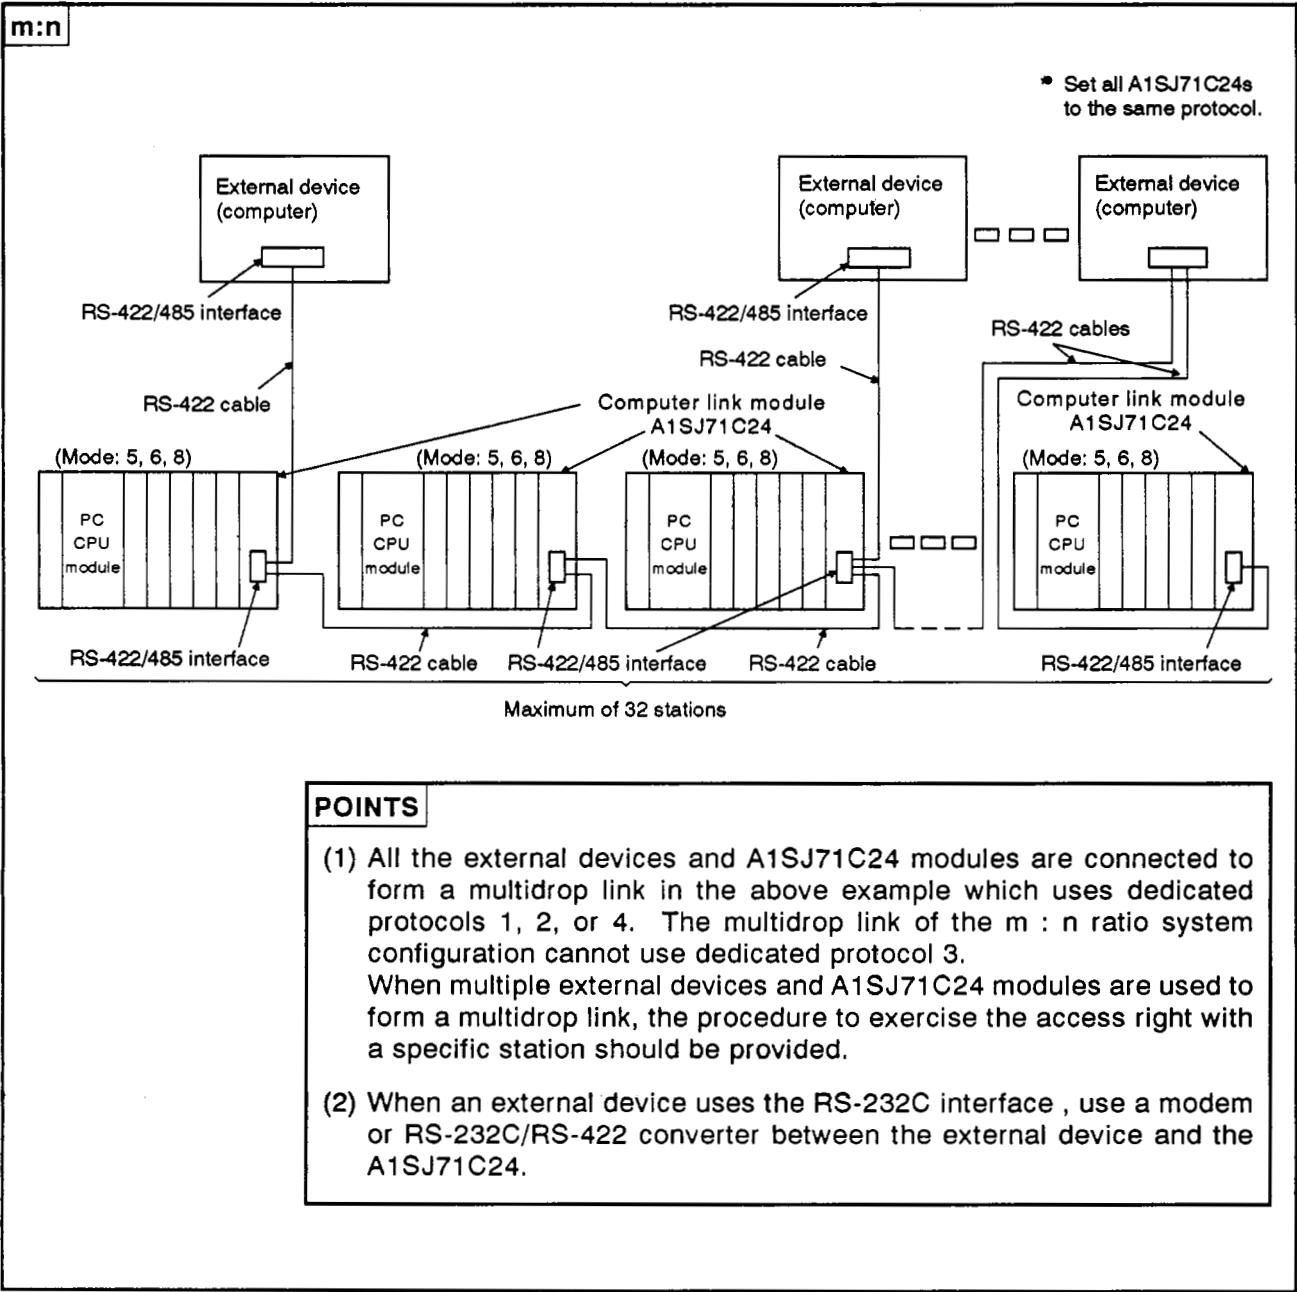 m:n
* Set all A1SJ71C24s
to the same protocol.
External device
(computer)
External device
(computer)
External device
(computer)
RS-422/485 interface
RS-422/485 interface
RS-422 cables
RS-422 cable
RS-422 cable
Computer link module
A1SJ71C24
Computer link module
A1SJ71C24
(Mode: 5, 6, 8)
(Mode: 5, 6, 8)
(Mode: 5, 6, 8)
(Mode: 5, 6, 8)
PC
CPU
module
PC
CPU
module
PC
CPU
module
PC
CPU
module
RS-422/485 interface
RS-422 cable
RS-422/485 interface
RS-422 cable
RS-422/485 interface
Maximum of 32 stations
POINTS
(1) All the external devices and A1SJ71C24 modules are connected to
form a multidrop link in the above example which uses dedicated
protocols 1, 2, or 4. The multidrop link of the m : n ratio system
configuration cannot use dedicated protocol 3.
When multiple external devices and A1SJ71C24 modules are used to
form a multidrop link, the procedure to exercise the access right with
a specific station should be provided.
(2) When an external device uses the RS-232C interface , use a modem
or RS-232C/RS-422 converter between the external device and the
A1SJ71C24.